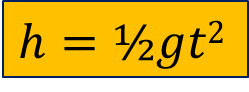 h = ½gt²